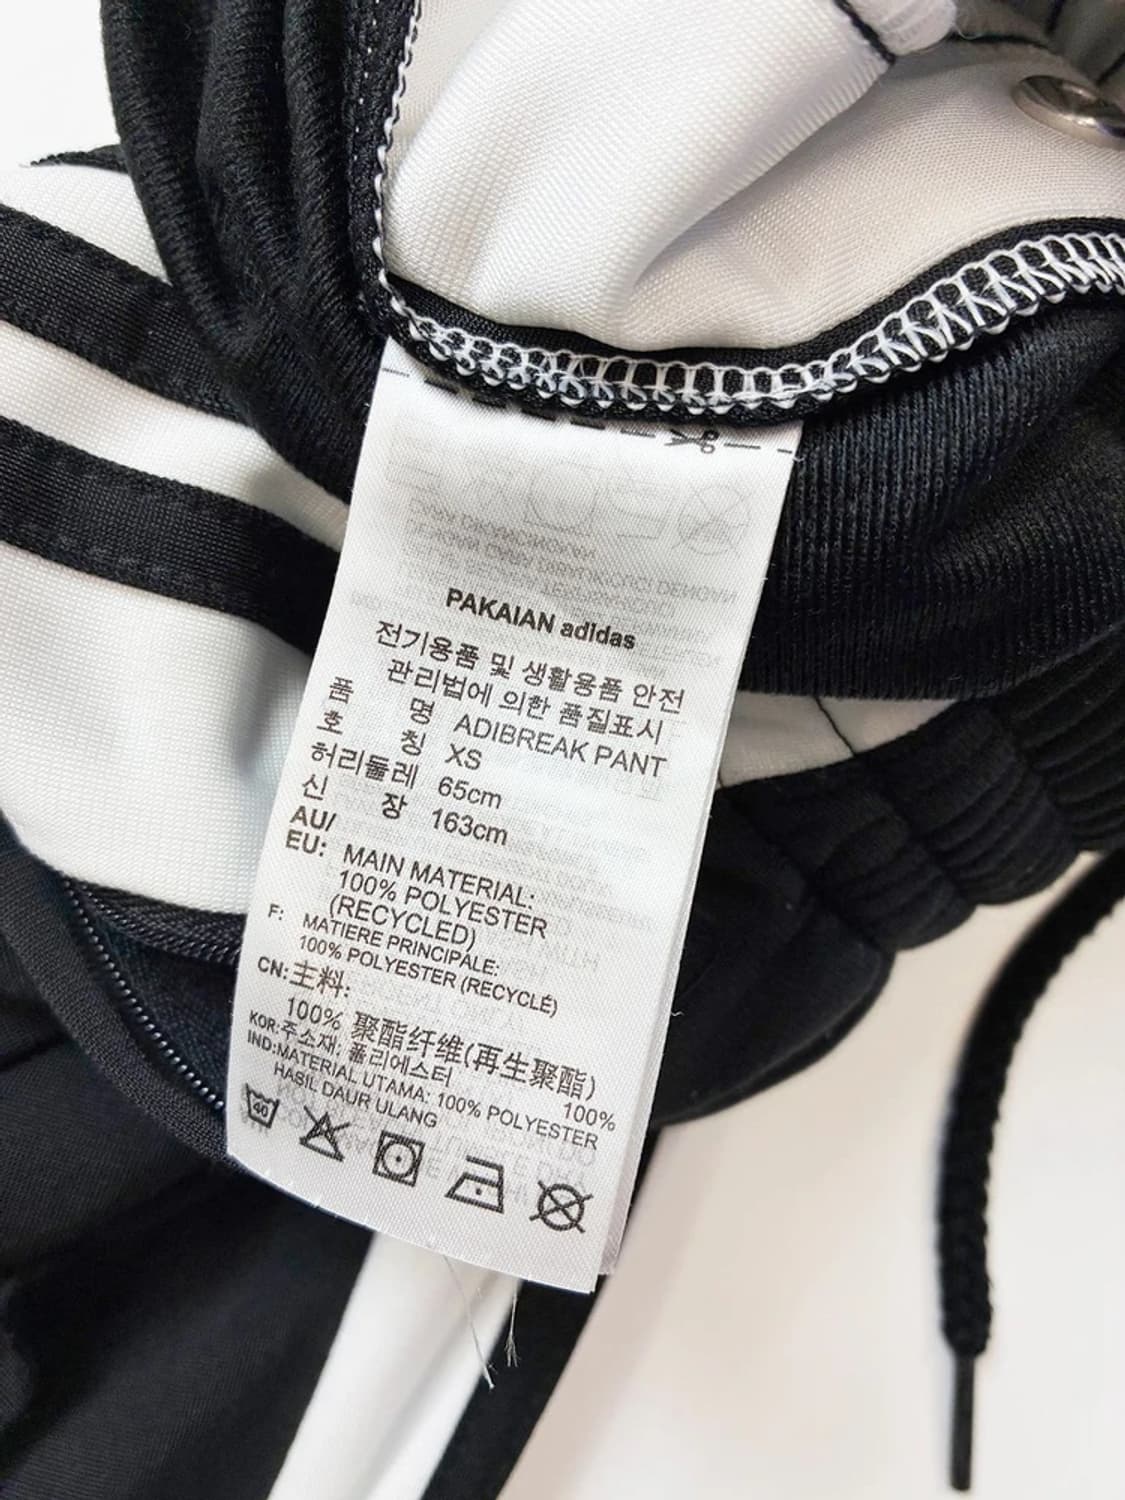 PAKAIAN adidas
전기용품 및 생활용품 안전
관리법에 의한 품질표시
품 명 ADIBREAK PANT
호 칭 XS
허리둘레 65cm
신 장 163cm
AU/
EU: MAIN MATERIAL:
100% POLYESTER
(RECYCLED)
F: MATIERE PRINCIPALE:
100% POLYESTER (RECYCLÉ)
CN: 主料:
100% 聚酯纤维(再生聚酯)
KOR: 주소재, 폴리에스터 100%
IND: MATERIAL UTAMA: 100% POLYESTER
HASIL DAUR ULANG
40